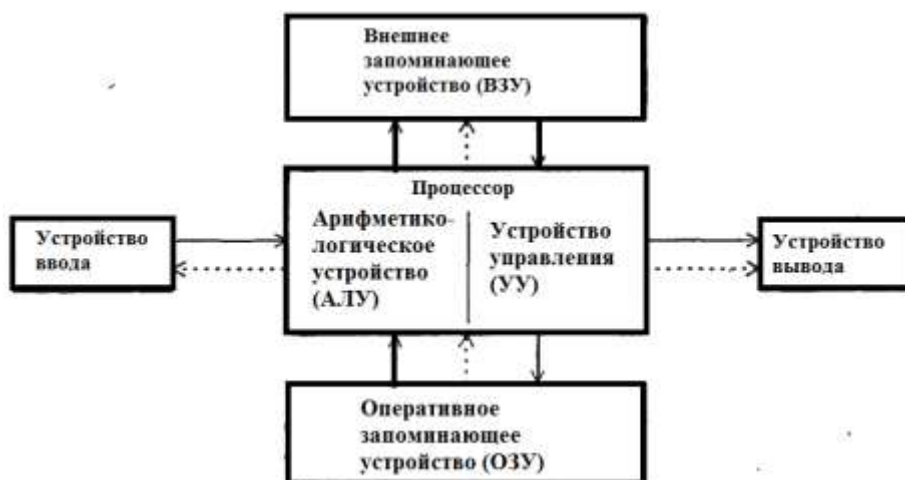 Внешнее
запоминающее
устройство (ВЗУ)
Процессор
Арифметико-
логическое
устройство
(АЛУ)
Устройство
управления
(УУ)
Устройство
ввода
Устройство
вывода
Оперативное
запоминающее
устройство (ОЗУ)